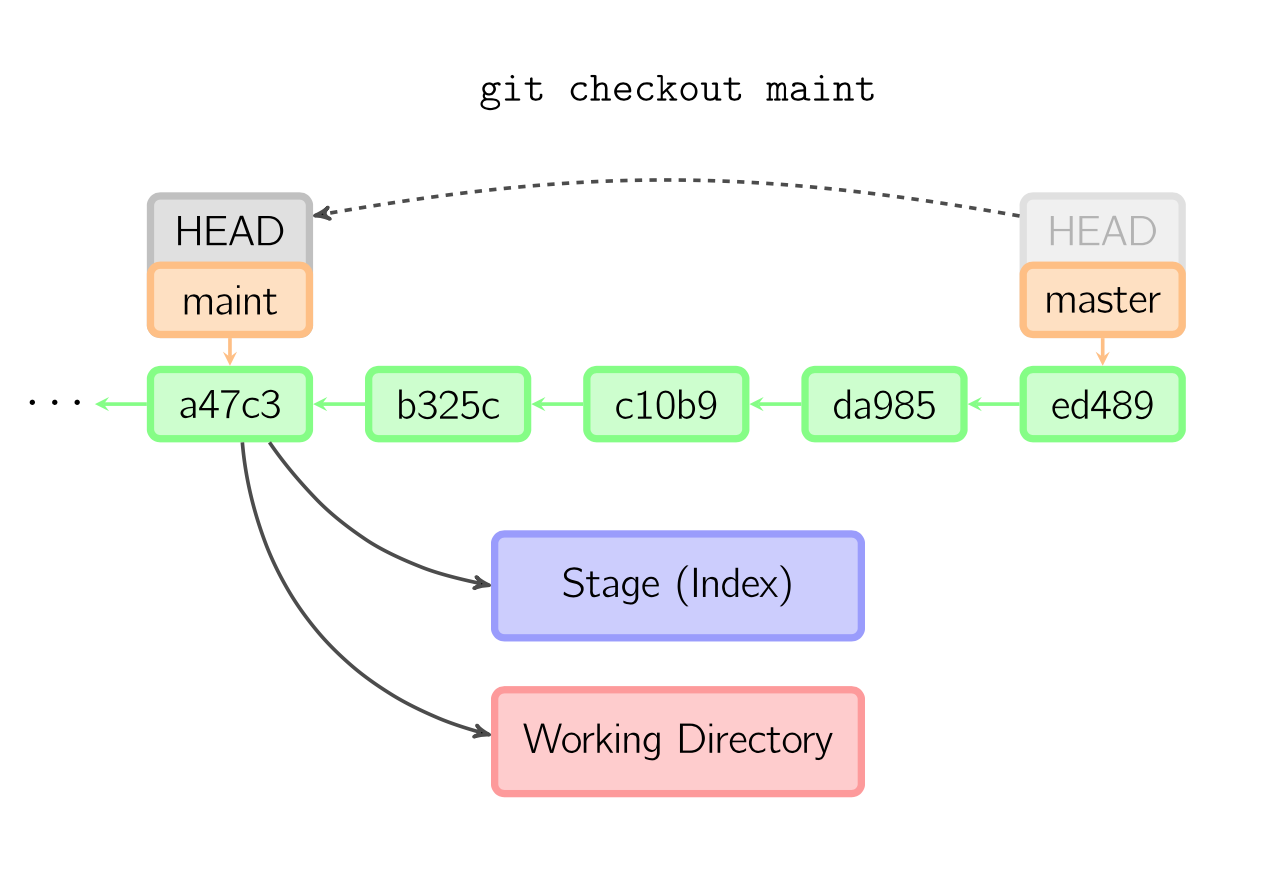 git checkout maint
HEAD
HEAD
maint
master
...
a47c3
b325c
c10b9
da985
ed489
Stage (Index)
Working Directory